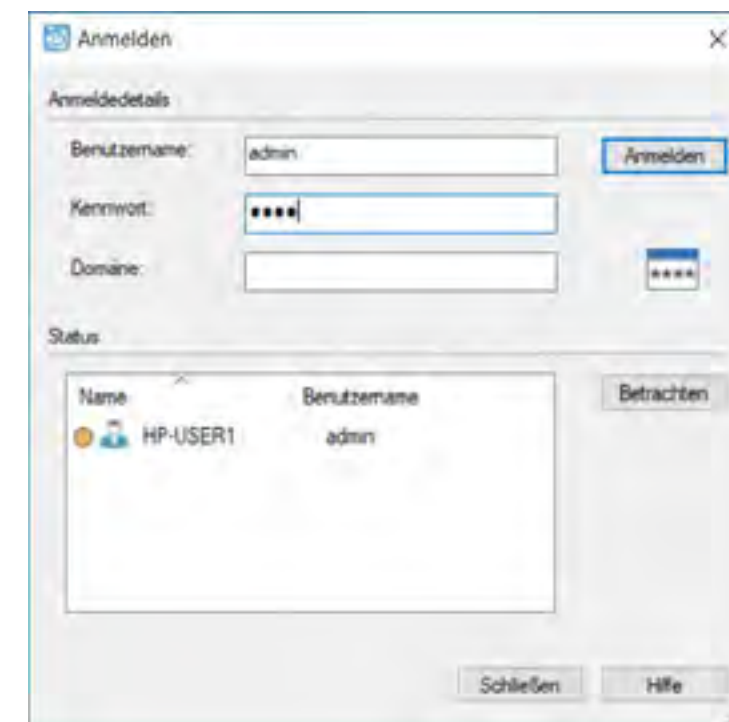 Anmelden
Anmeldedetails
Benutzername: admin Anmelden
Kennwort: ••••
Domäne: ****
Status
Name Benutzername Betrachten
HP-USER1 admin
Schließen Hilfe